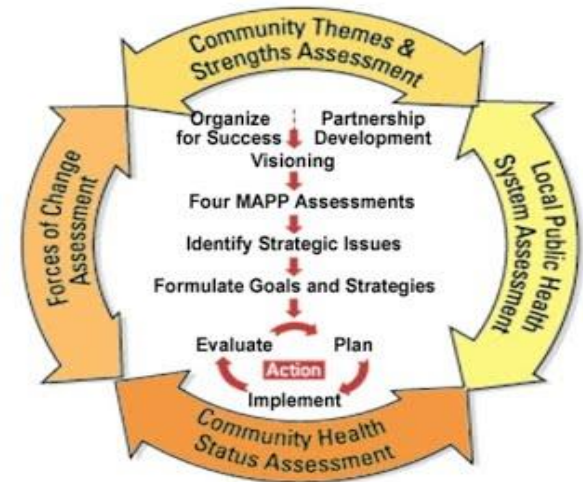 Community Themes &
Strengths Assessment
Organize
for Success
Partnership
Development
Visioning
Four MAPP Assessments
Identify Strategic Issues
Formulate Goals and Strategies
Evaluate
Plan
Action
Implement
Forces of Change
Assessment
Local Public Health
System Assessment
Community Health
Status Assessment